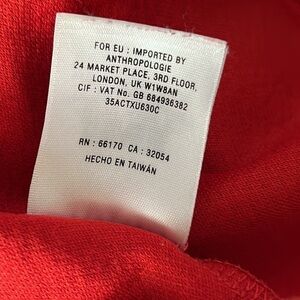 FOR EU : IMPORTED BY
ANTHROPOLOGIE
24 MARKET PLACE, 3RD FLOOR,
LONDON, UK W1W8AN
CIF : VAT No. GB 684936382
35ACTXU630C
RN : 66170 CA : 32054
HECHO EN TAIWÁN